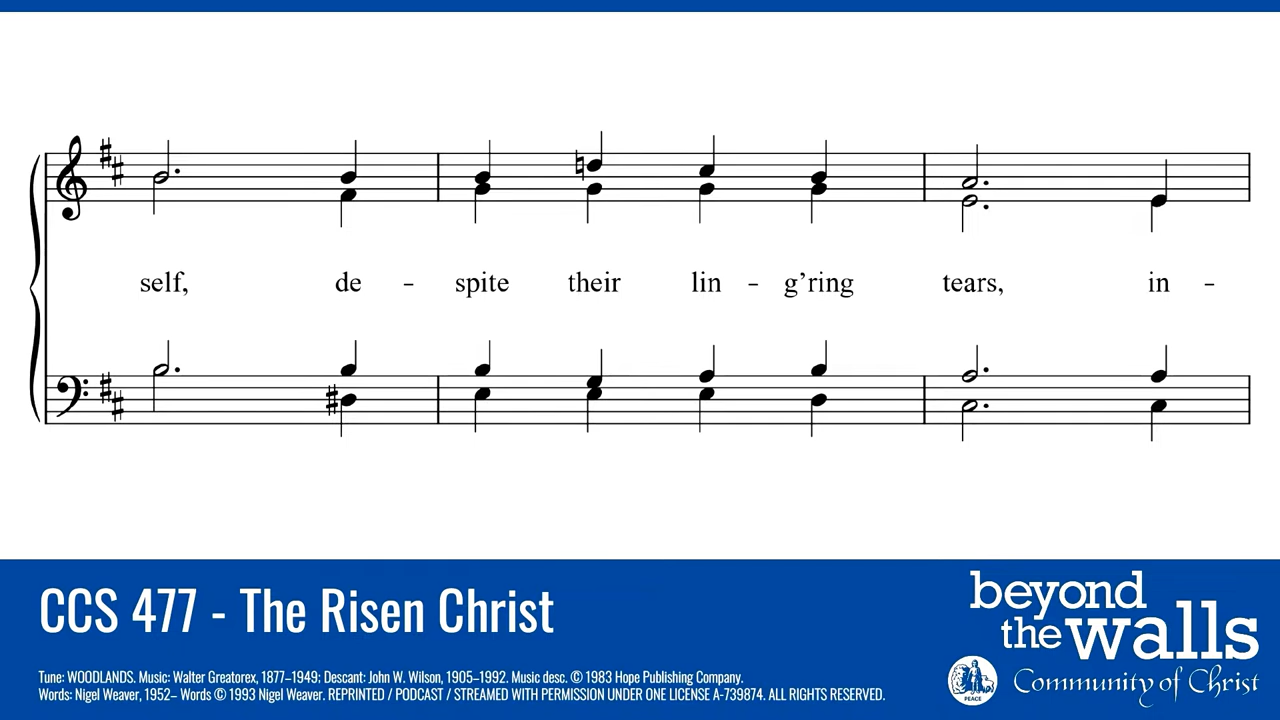 self, de - spite their lin - g’ring tears, in -
CCS 477 - The Risen Christ
Tune: WOODLANDS. Music: Walter Greatorex, 1877–1949; Descant: John W. Wilson, 1905–1992. Music desc. © 1983 Hope Publishing Company.
Words: Nigel Weaver, 1952– Words © 1993 Nigel Weaver. REPRINTED / PODCAST / STREAMED WITH PERMISSION UNDER ONE LICENSE A-739874. ALL RIGHTS RESERVED.
beyond
the walls
PEACE
Community of Christ